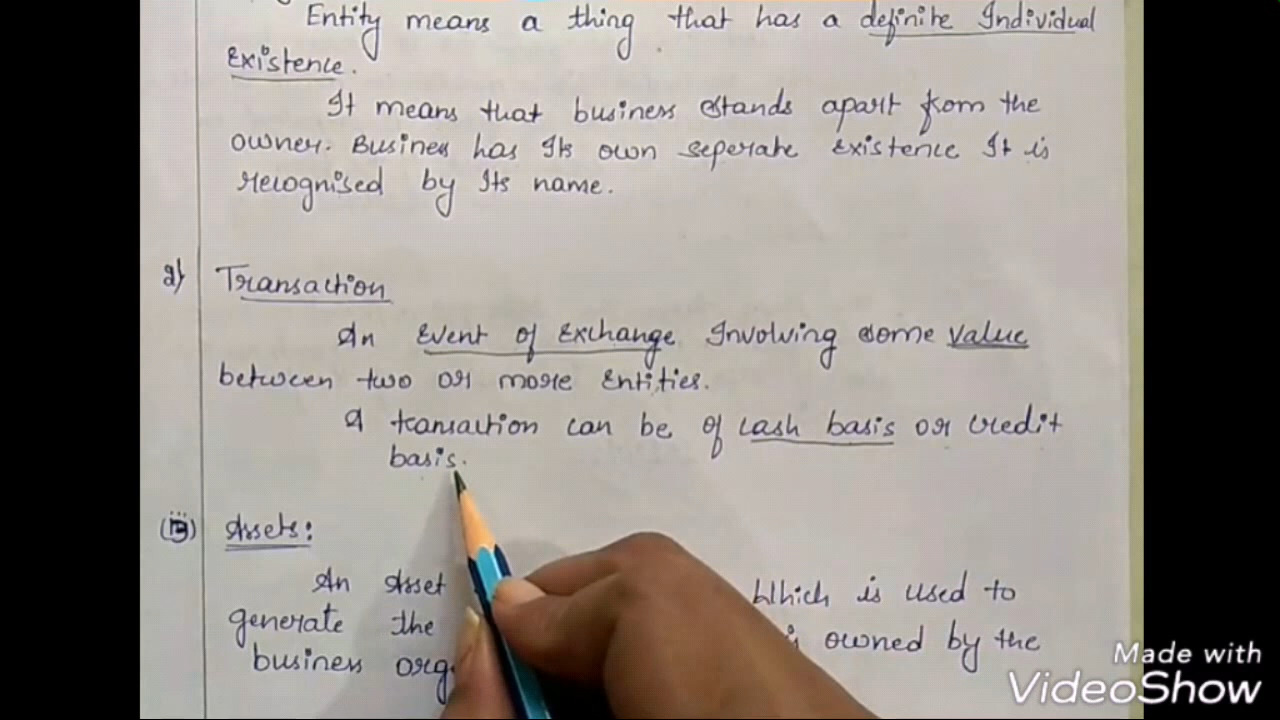 Entity means a thing that has a definite Individual
Existence.
It means that business stands apart from the
owner. Business has Its own seperate existence It is
recognised by Its name.
2) Transaction
An Event of Exchange Involving some value
between two or more Entities.
A transaction can be of cash basis or credit
basis.
Assets:
An Asset which is used to
generate the owned by the
business
Made with
VideoShow